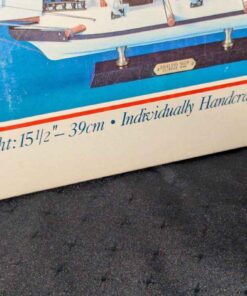 ht: 15½"– 39cm • Individually Handcra